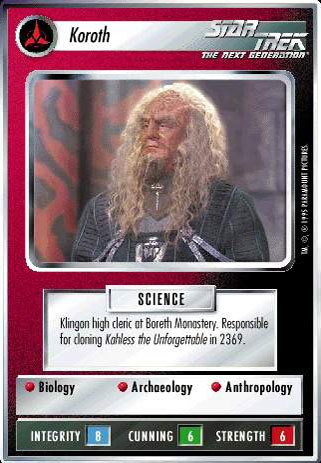 Koroth
STAR TREK
THE NEXT GENERATION®
TM, ©, ® 1995 PARAMOUNT PICTURES.
SCIENCE
Klingon high cleric at Boreth Monastery. Responsible
for cloning Kahless the Unforgettable in 2369.
Biology Archaeology Anthropology
INTEGRITY 8 CUNNING 6 STRENGTH 6